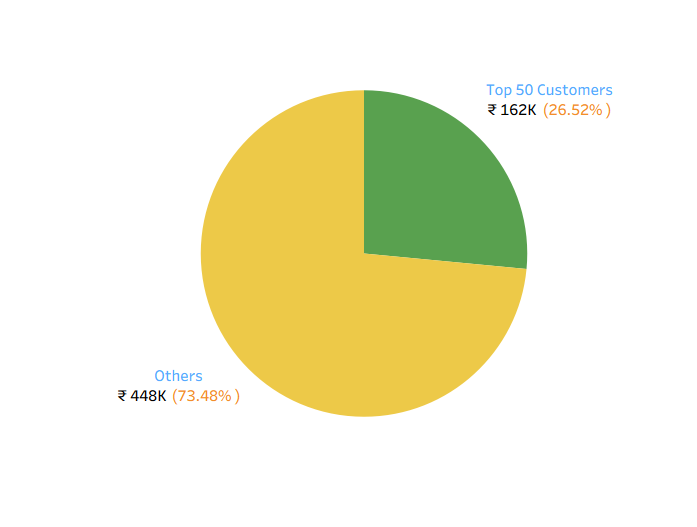 Top 50 Customers
₹ 162K (26.52% )
Others
₹ 448K (73.48% )